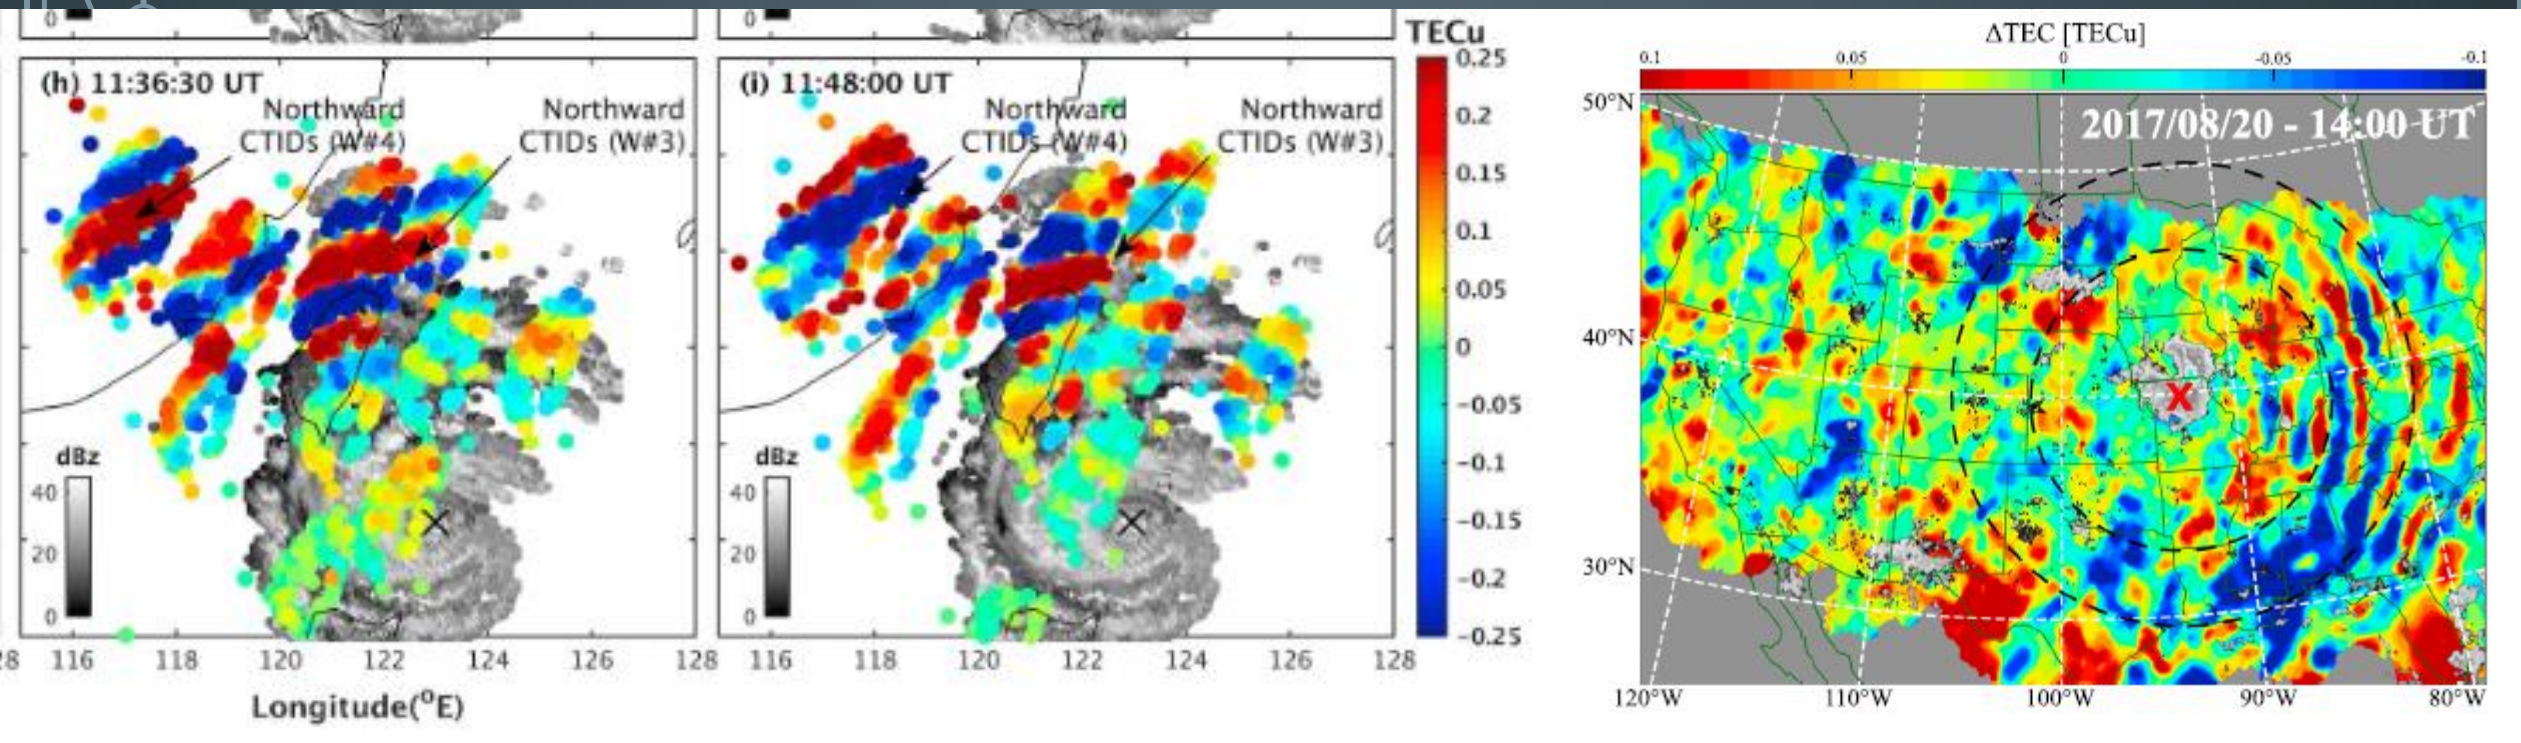 0
0
TECu
(h) 11:36:30 UT
Northward
CTIDs (W#4)
Northward
CTIDs (W#3)
dBz
40
20
0
28 116 118 120 122 124 126 128
Longitude(°E)
(i) 11:48:00 UT
Northward
CTIDs (W#4)
Northward
CTIDs (W#3)
dBz
40
20
0
116 118 120 122 124 126 128
0.25
0.2
0.15
0.1
0.05
0
-0.05
-0.1
-0.15
-0.2
-0.25
ΔTEC [TECu]
0.1 0.05 0 -0.05 -0.1
2017/08/20 - 14:00 UT
50°N
40°N
30°N
X
120°W 110°W 100°W 90°W 80°W